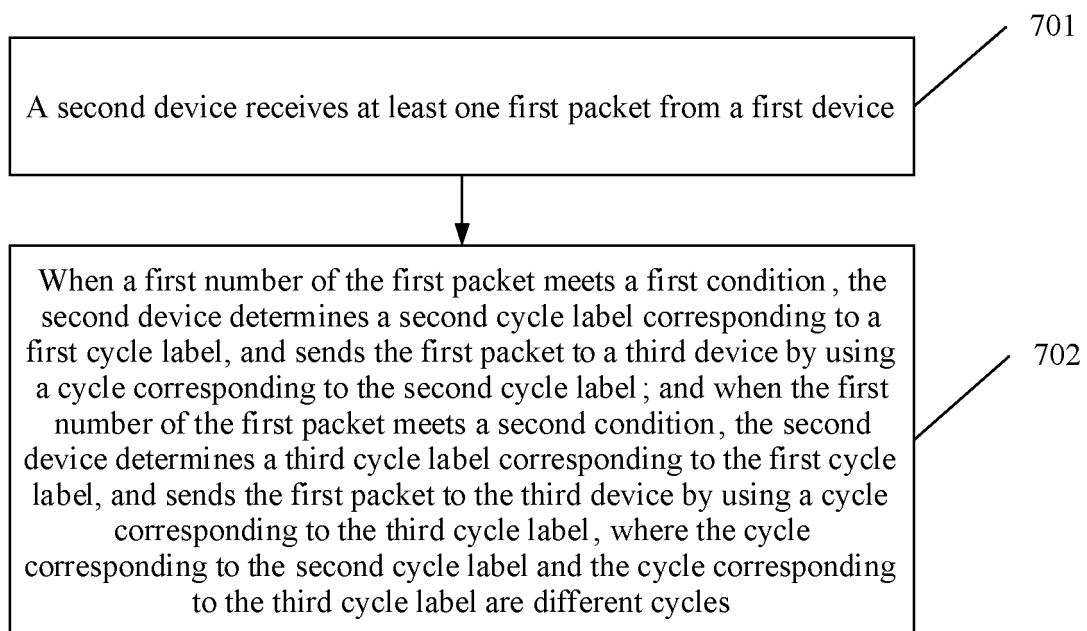 701
A second device receives at least one first packet from a first device
When a first number of the first packet meets a first condition, the
second device determines a second cycle label corresponding to a
first cycle label, and sends the first packet to a third device by using
a cycle corresponding to the second cycle label; and when the first
number of the first packet meets a second condition, the second
device determines a third cycle label corresponding to the first cycle
label, and sends the first packet to the third device by using a cycle
corresponding to the third cycle label, where the cycle
corresponding to the second cycle label and the cycle corresponding
to the third cycle label are different cycles
702